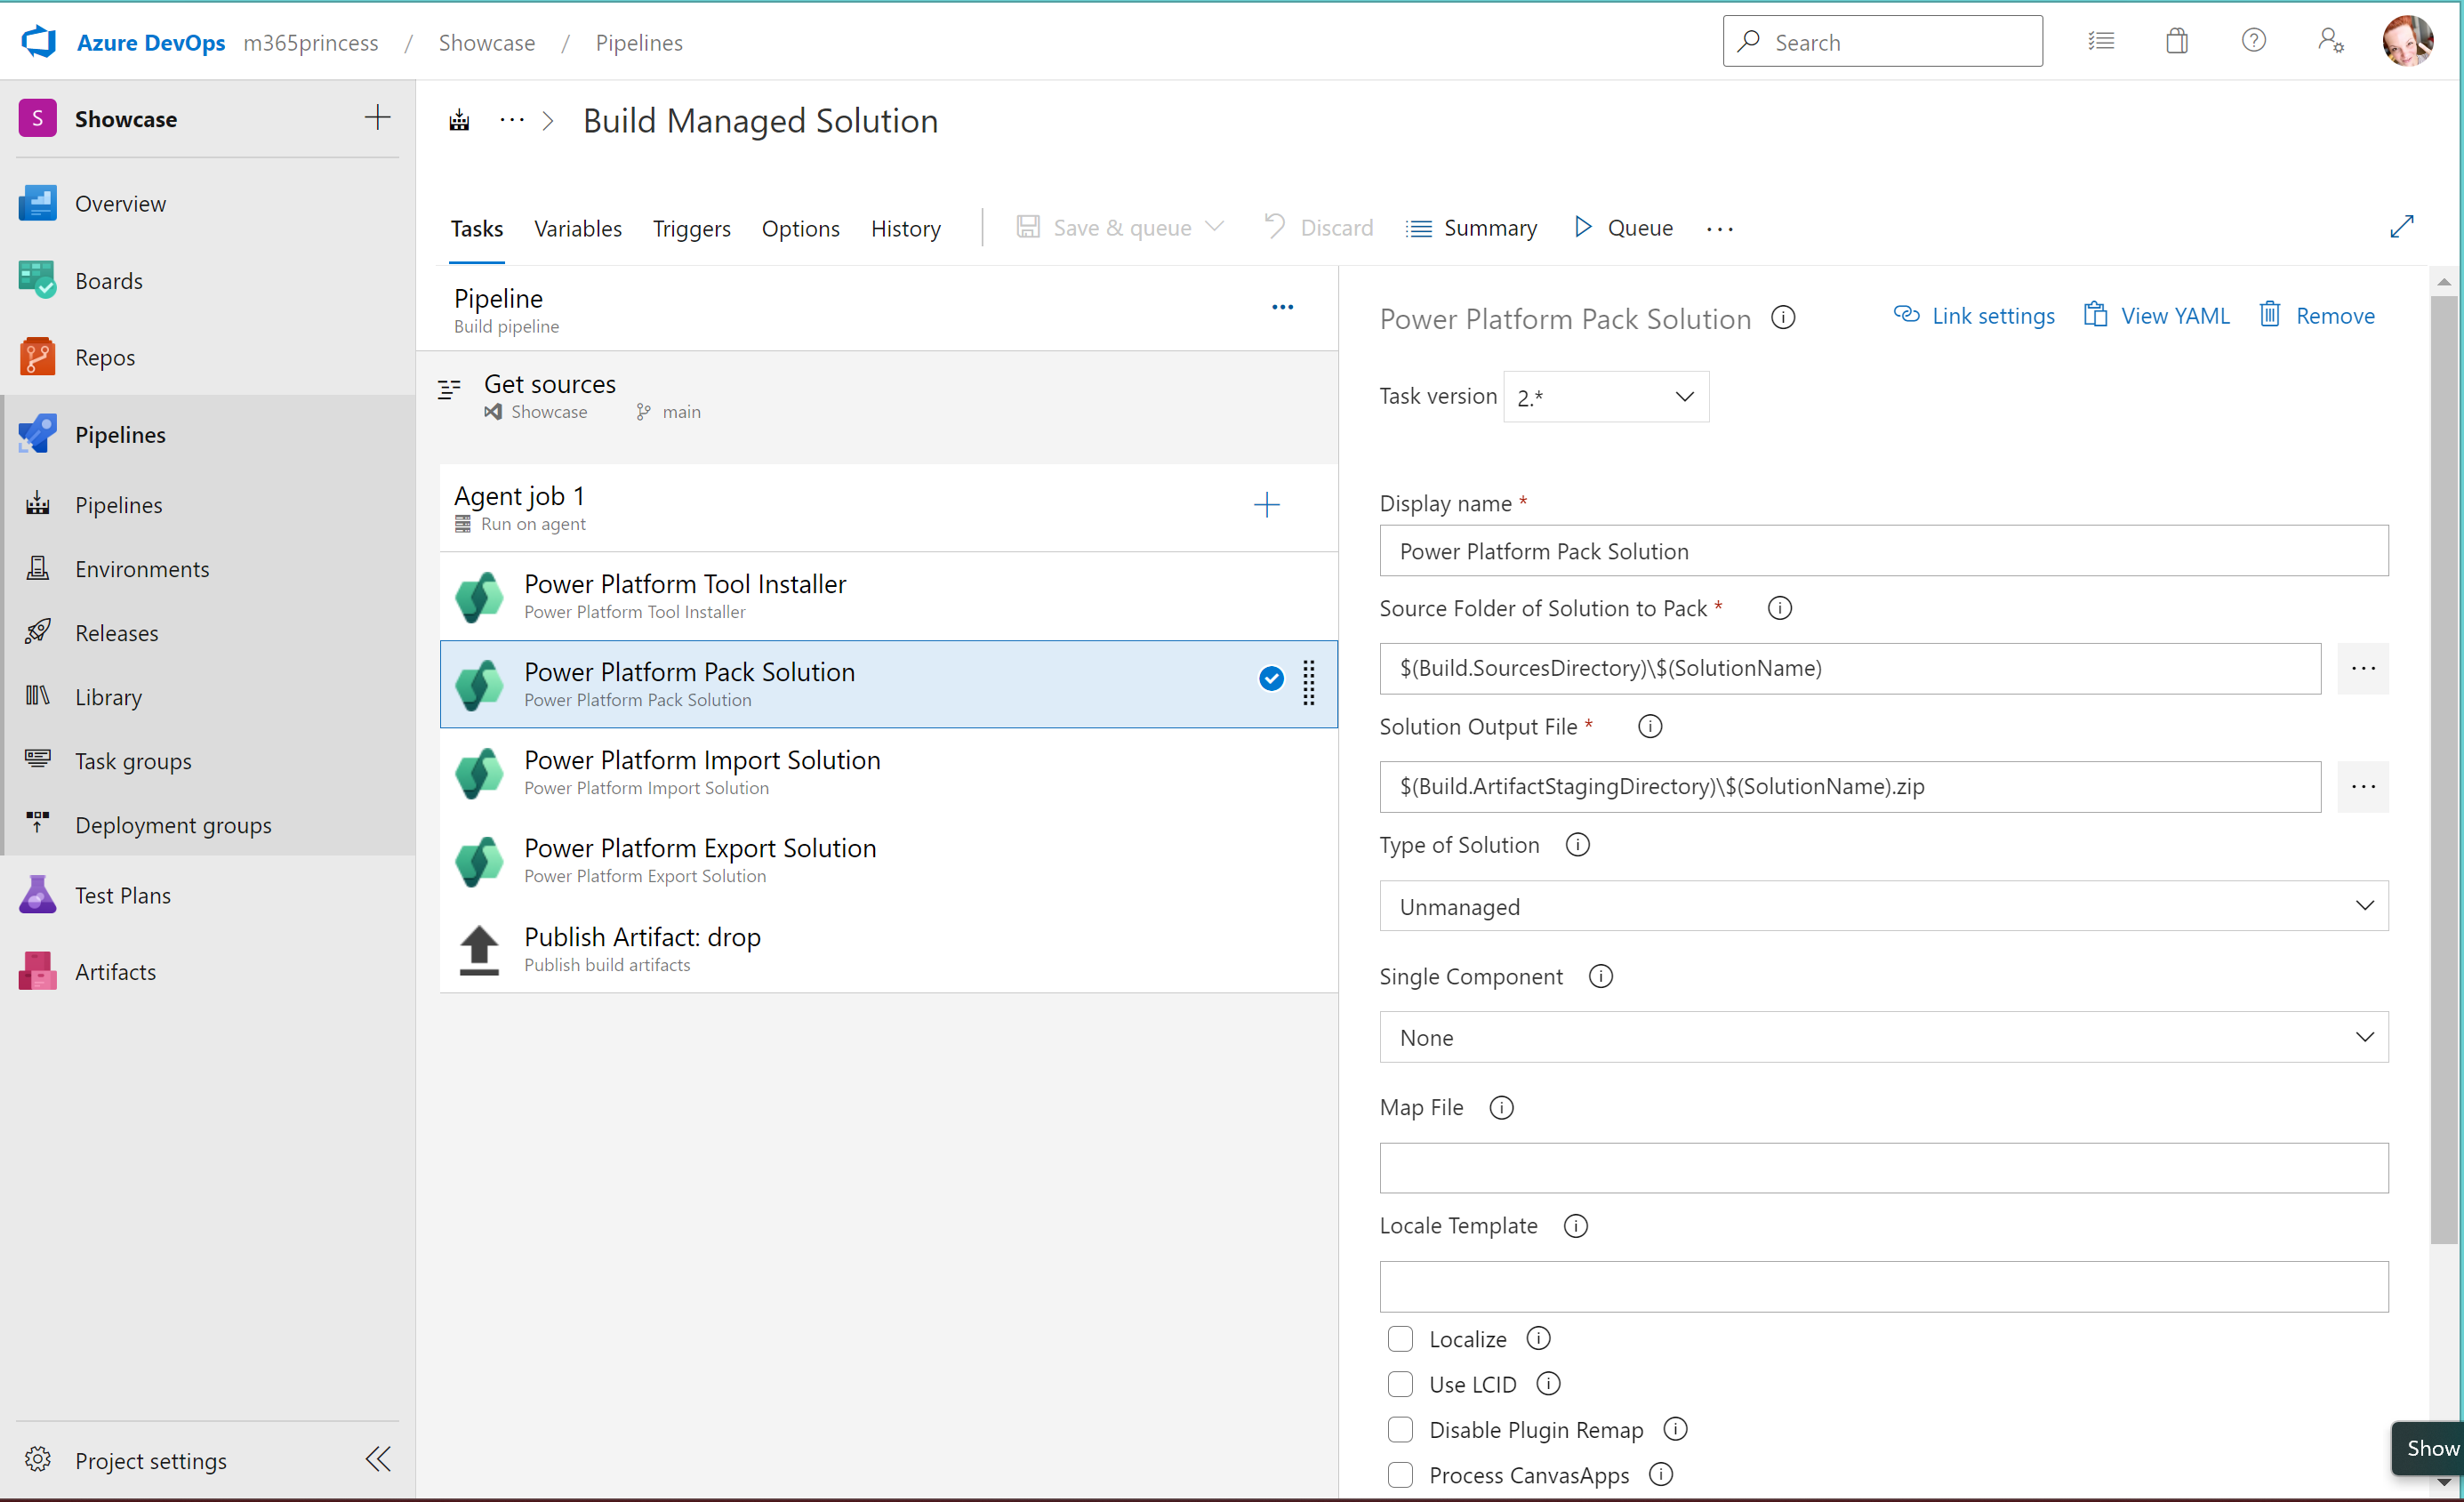 Azure DevOps m365princess / Showcase / Pipelines
Search
S Showcase
Overview
Boards
Repos
Pipelines
Pipelines
Environments
Releases
Library
Task groups
Deployment groups
Test Plans
Artifacts
Project settings
... > Build Managed Solution
Tasks Variables Triggers Options History Save & queue Discard Summary Queue ...
Pipeline
Build pipeline
...
Get sources
Showcase main
Agent job 1
Run on agent
Power Platform Tool Installer
Power Platform Tool Installer
Power Platform Pack Solution
Power Platform Pack Solution
Power Platform Import Solution
Power Platform Import Solution
Power Platform Export Solution
Power Platform Export Solution
Publish Artifact: drop
Publish build artifacts
Power Platform Pack Solution Link settings View YAML Remove
Task version 2.*
Display name *
Power Platform Pack Solution
Source Folder of Solution to Pack *
$(Build.SourcesDirectory)\$(SolutionName)
...
Solution Output File *
$(Build.ArtifactStagingDirectory)\$(SolutionName).zip
...
Type of Solution
Unmanaged
Single Component
None
Map File
Locale Template
Localize
Use LCID
Disable Plugin Remap
Process CanvasApps
Show